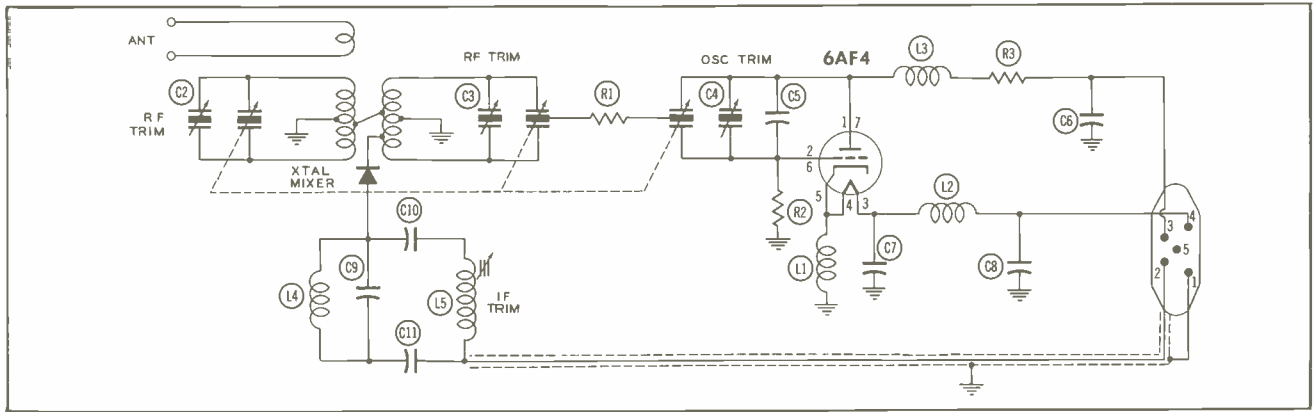 ANT
RF TRIM
C2
RF
TRIM
C3
R1
OSC TRIM
C4
C5
6AF4
L3
R3
C6
1 7
2
6
5
4 3
XTAL
MIXER
R2
L2
C7
C8
L1
3
4
5
2
1
C10
C9
L4
L5
IF
TRIM
C11